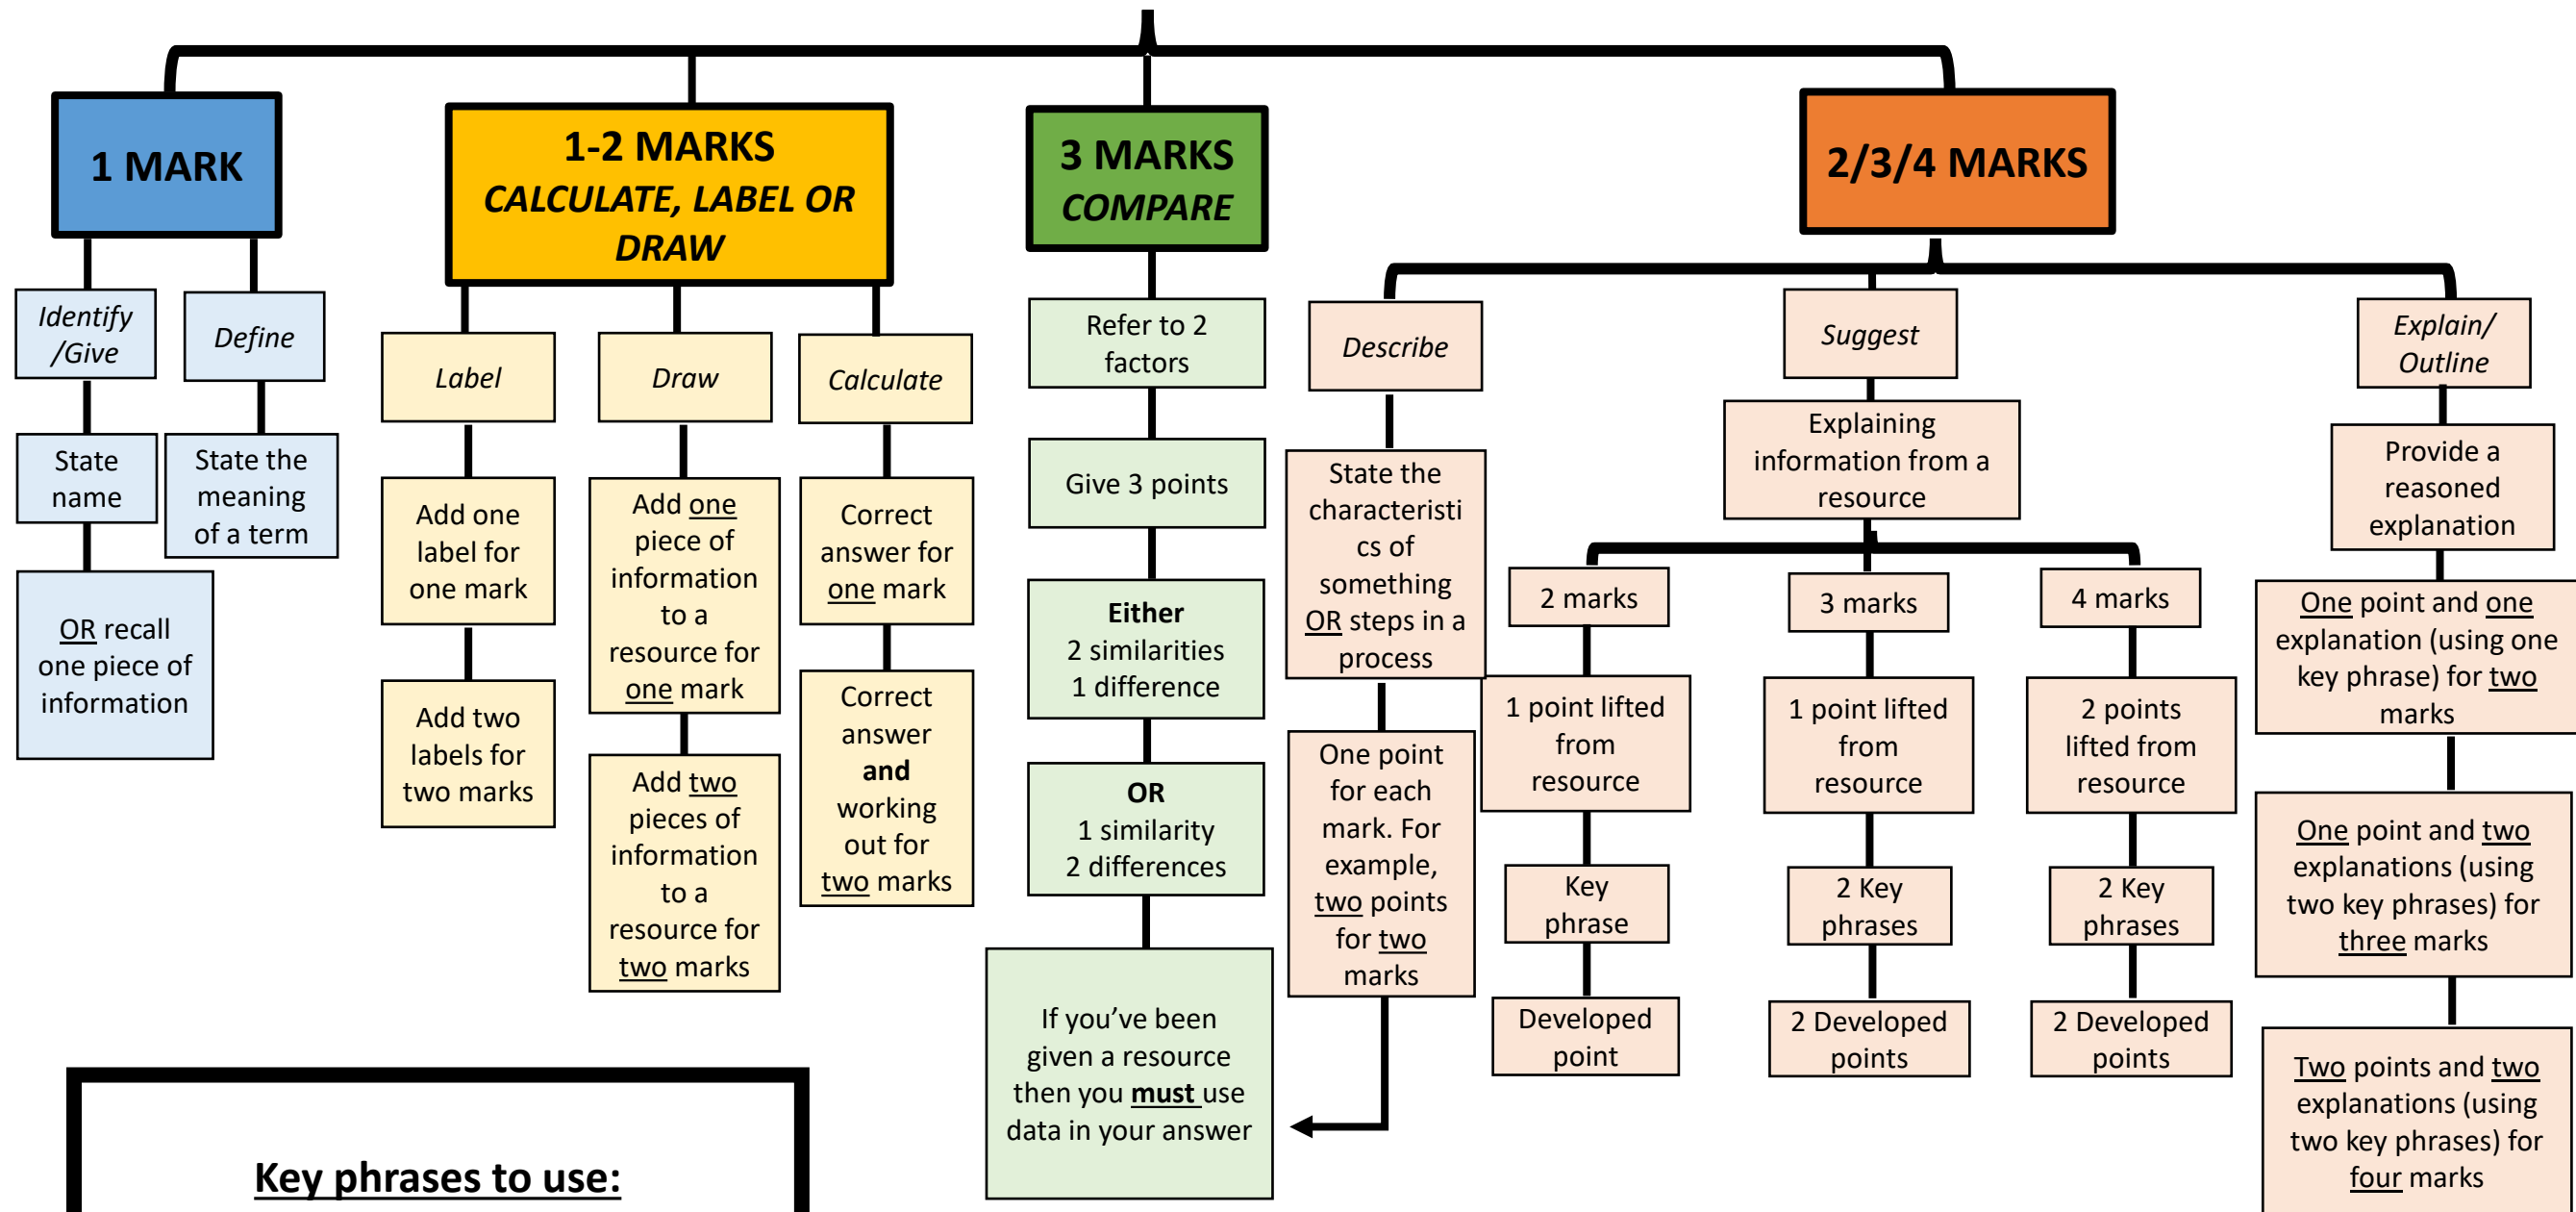 1 MARK
Identify
/Give
State
name
OR recall
one piece of
information
Define
State the
meaning
of a term
1-2 MARKS
CALCULATE, LABEL OR
DRAW
Label
Add one
label for
one mark
Add two
labels for
two marks
Draw
Add one
piece of
information
to a
resource for
one mark
Add two
pieces of
information
to a
resource for
two marks
Calculate
Correct
answer for
one mark
Correct
answer
and
working
out for
two marks
3 MARKS
COMPARE
Refer to 2
factors
Give 3 points
Either
2 similarities
1 difference
OR
1 similarity
2 differences
If you’ve been
given a resource
then you must use
data in your answer
2/3/4 MARKS
Describe
State the
characteristi
cs of
something
OR steps in a
process
One point
for each
mark. For
example,
two points
for two
marks
Suggest
Explaining
information from a
resource
2 marks
1 point lifted
from
resource
Key
phrase
Developed
point
3 marks
1 point lifted
from
resource
2 Key
phrases
2 Developed
points
4 marks
2 points
lifted from
resource
2 Key
phrases
2 Developed
points
Explain/
Outline
Provide a
reasoned
explanation
One point and one
explanation (using one
key phrase) for two
marks
One point and two
explanations (using
two key phrases) for
three marks
Two points and two
explanations (using
two key phrases) for
four marks
Key phrases to use: